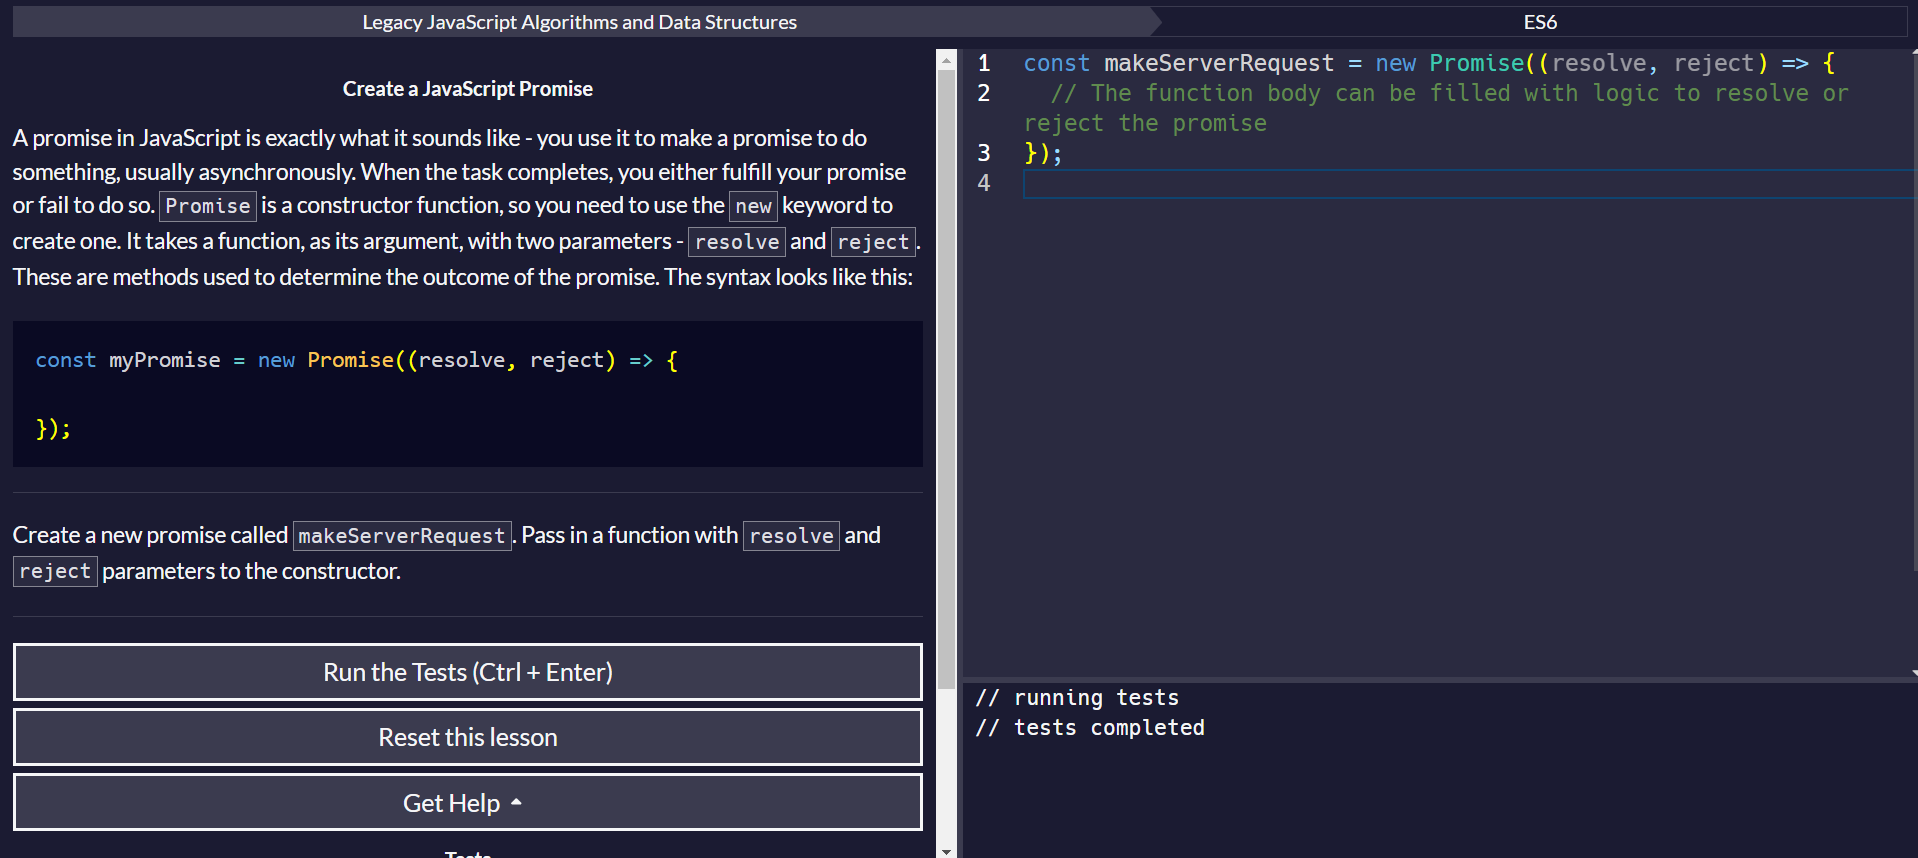 Legacy JavaScript Algorithms and Data Structures
ES6
Create a JavaScript Promise
A promise in JavaScript is exactly what it sounds like - you use it to make a promise to do
something, usually asynchronously. When the task completes, you either fulfill your promise
or fail to do so. Promise is a constructor function, so you need to use the new keyword to
create one. It takes a function, as its argument, with two parameters - resolve and reject.
These are methods used to determine the outcome of the promise. The syntax looks like this:
const myPromise = new Promise((resolve, reject) => {
});
Create a new promise called makeServerRequest. Pass in a function with resolve and
reject parameters to the constructor.
Run the Tests (Ctrl + Enter)
Reset this lesson
Get Help
Tests
1 const makeServerRequest = new Promise((resolve, reject) => {
2 // The function body can be filled with logic to resolve or
reject the promise
3 });
4
// running tests
// tests completed